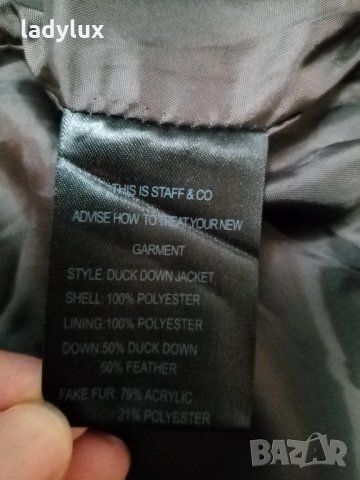 ladylux
THIS IS STAFF & CO
ADVISE HOW TO TREAT YOUR NEW
GARMENT
STYLE: DUCK DOWN JACKET
SHELL: 100% POLYESTER
LINING: 100% POLYESTER
DOWN: 50% DUCK DOWN
50% FEATHER
FAKE FUR: 79% ACRYLIC
21% POLYESTER
BAZAR